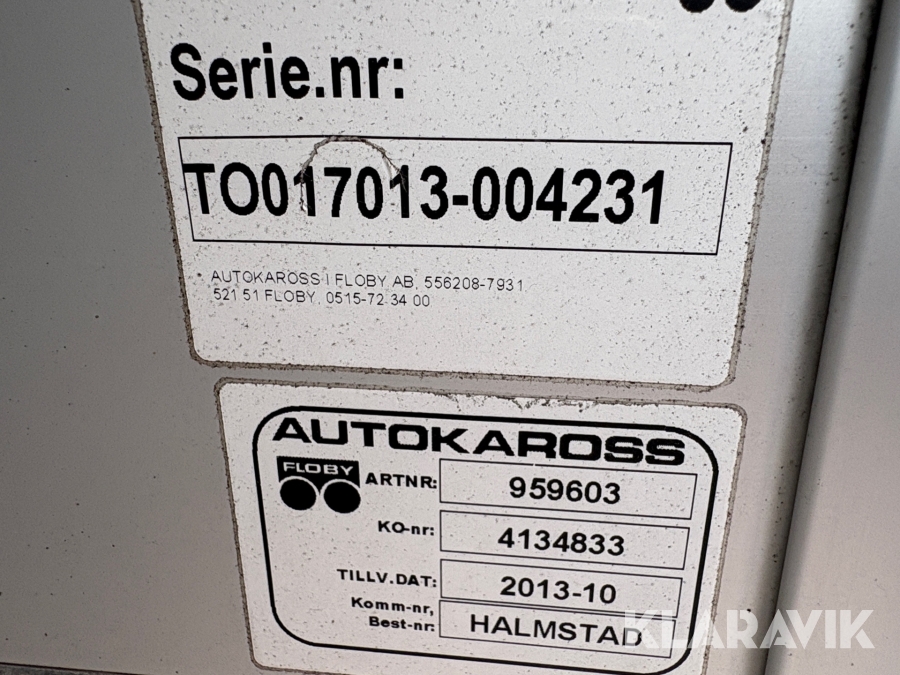 Serie.nr:
TO017013-004231
AUTOKAROSS I FLOBY AB, 556208-7931
521 51 FLOBY, 0515-72 34 00
AUTOKAROSS
FLOBY
ARTNR: 959603
KO-nr: 4134833
TILLV.DAT: 2013-10
Komm-nr,
Best-nr: HALMSTAD
KLARAVIK